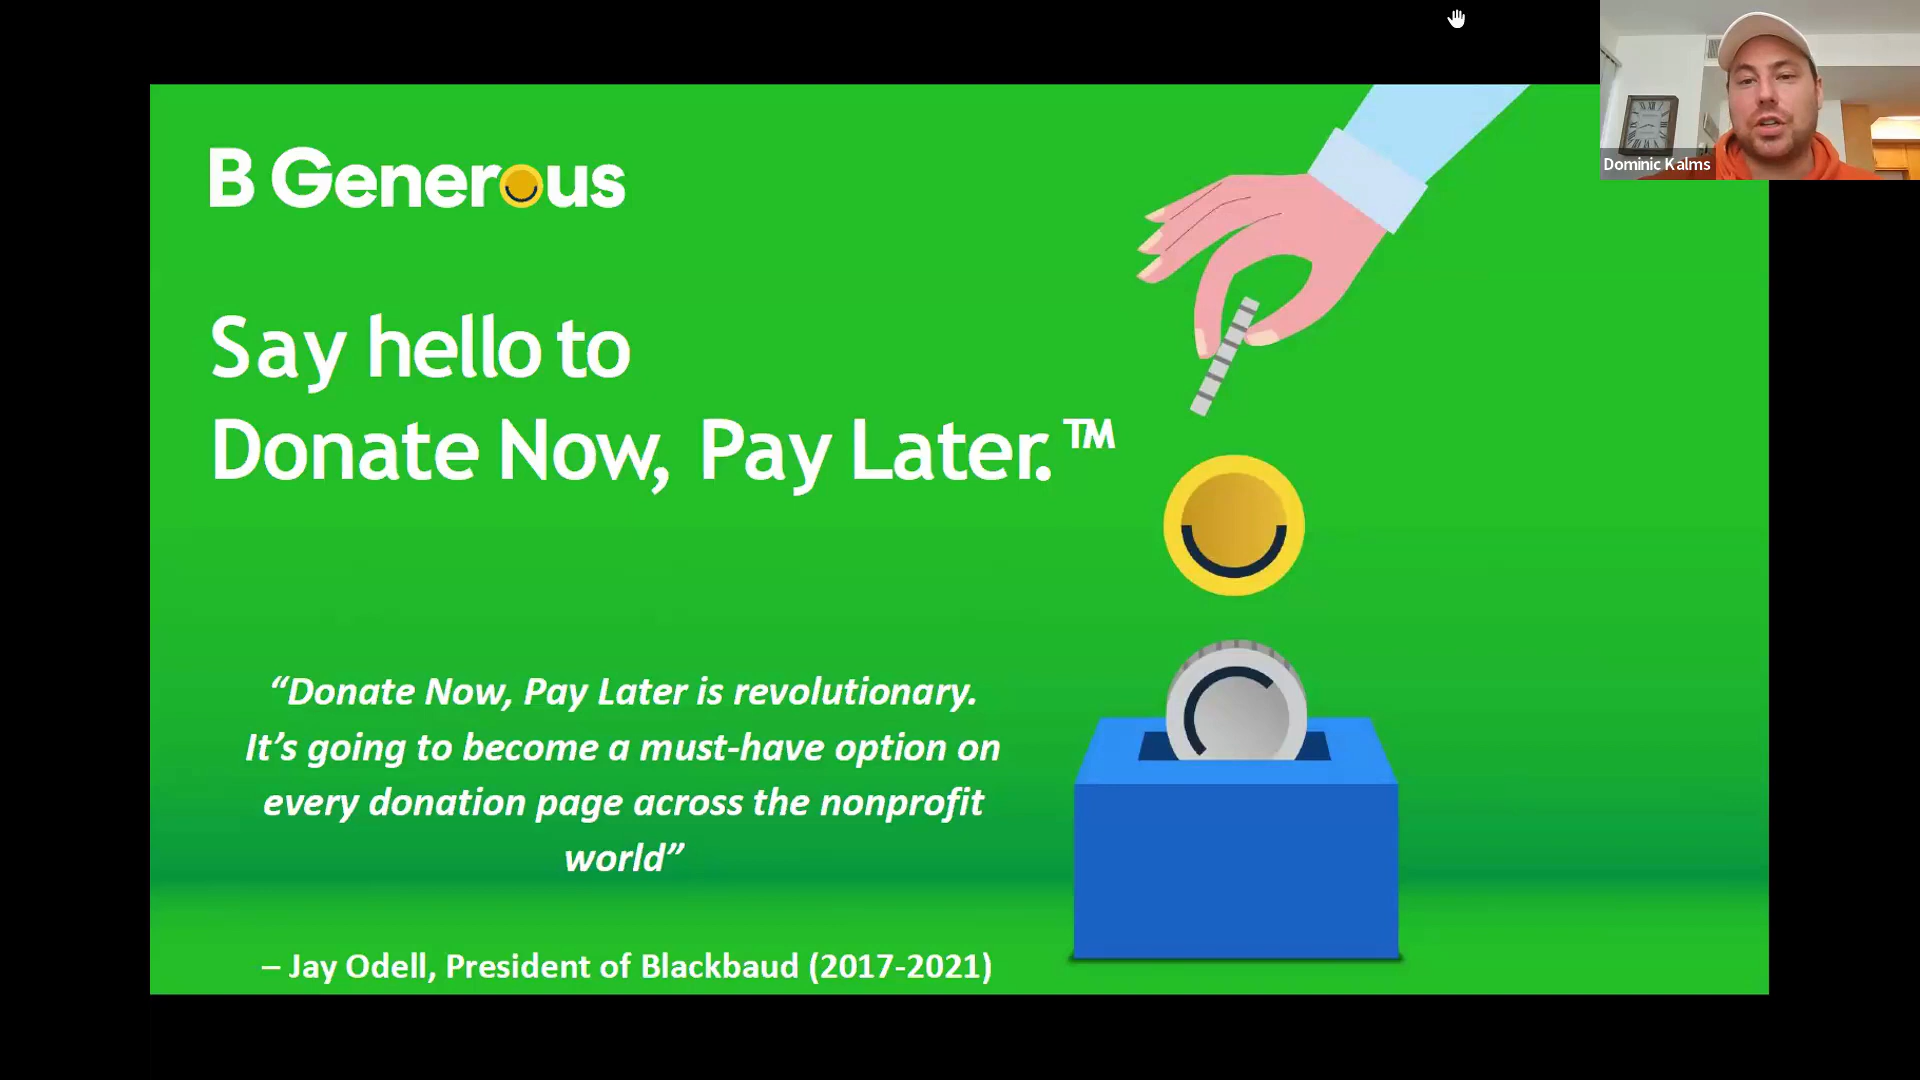 B Generous
Say hello to
Donate Now, Pay Later.™
“Donate Now, Pay Later is revolutionary.
It’s going to become a must-have option on
every donation page across the nonprofit
world”
– Jay Odell, President of Blackbaud (2017-2021)
Dominic Kalms